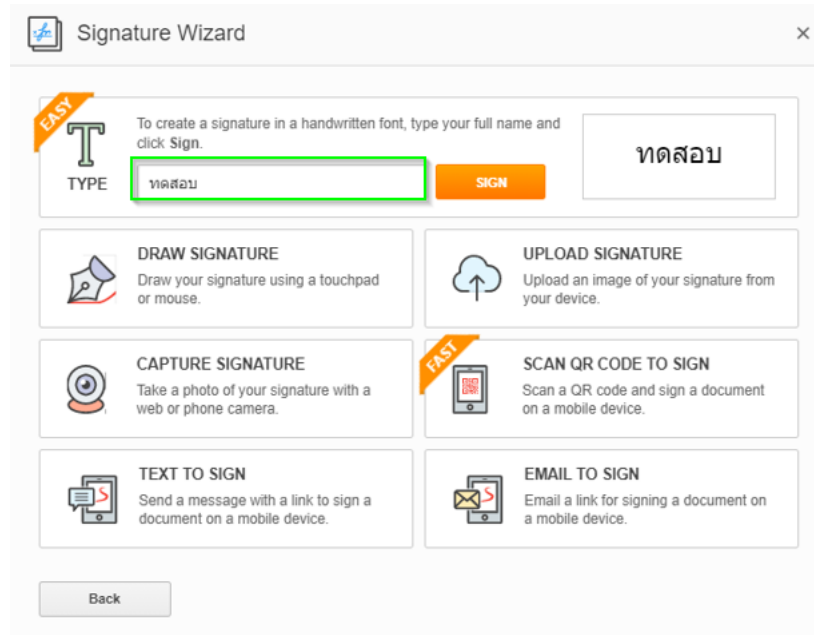 Signature Wizard
×
EASY
TYPE
To create a signature in a handwritten font, type your full name and
click Sign.
ทดสอบ
SIGN
ทดสอบ
DRAW SIGNATURE
Draw your signature using a touchpad
or mouse.
UPLOAD SIGNATURE
Upload an image of your signature from
your device.
CAPTURE SIGNATURE
Take a photo of your signature with a
web or phone camera.
FAST
SCAN QR CODE TO SIGN
Scan a QR code and sign a document
on a mobile device.
TEXT TO SIGN
Send a message with a link to sign a
document on a mobile device.
EMAIL TO SIGN
Email a link for signing a document on
a mobile device.
Back